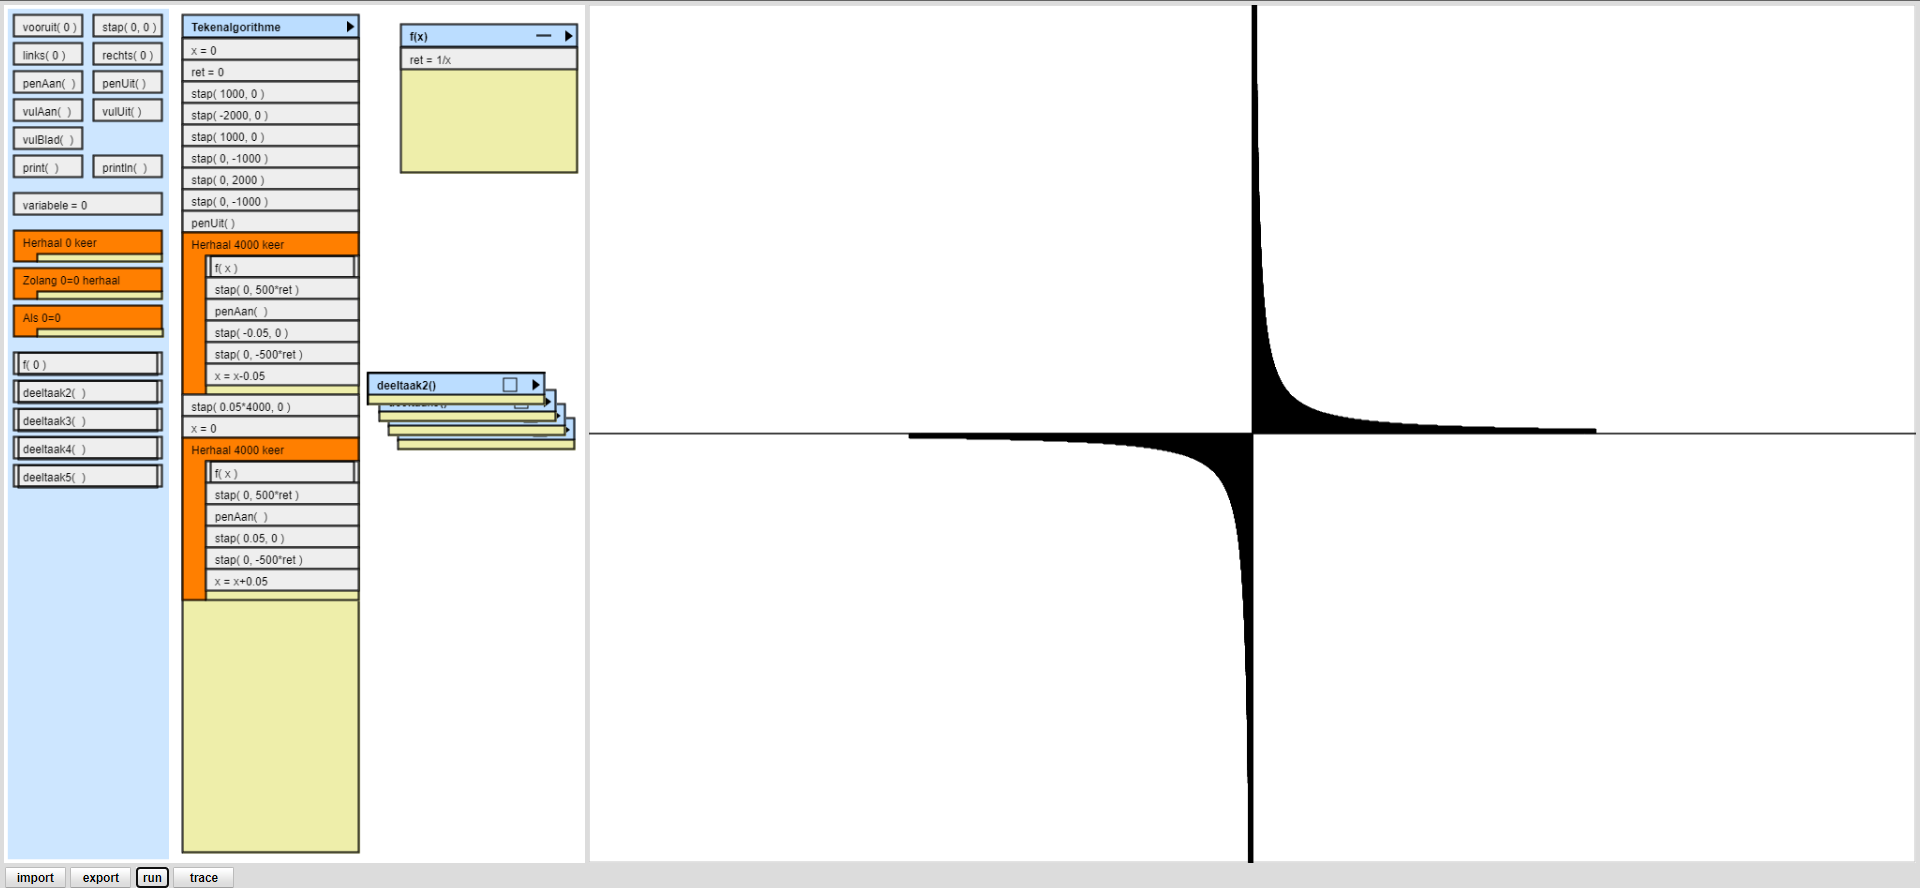 vooruit( 0 )
stap( 0, 0 )
links( 0 )
rechts( 0 )
penAan(  )
penUit( )
vulAan(  )
vulUit( )
vulBlad(  )
print(  )
println(  )
variabele = 0
Herhaal 0 keer
Zolang 0=0 herhaal
Als 0=0
f( 0 )
deeltaak2(  )
deeltaak3(  )
deeltaak4(  )
deeltaak5(  )
Tekenalgorithme
x = 0
ret = 0
stap( 1000, 0 )
stap( -2000, 0 )
stap( 1000, 0 )
stap( 0, -1000 )
stap( 0, 2000 )
stap( 0, -1000 )
penUit( )
Herhaal 4000 keer
f( x )
stap( 0, 500*ret )
penAan(  )
stap( -0.05, 0 )
stap( 0, -500*ret )
x = x-0.05
stap( 0.05*4000, 0 )
x = 0
Herhaal 4000 keer
f( x )
stap( 0, 500*ret )
penAan(  )
stap( 0.05, 0 )
stap( 0, -500*ret )
x = x+0.05
f(x)
ret = 1/x
deeltaak2()
import
export
run
trace